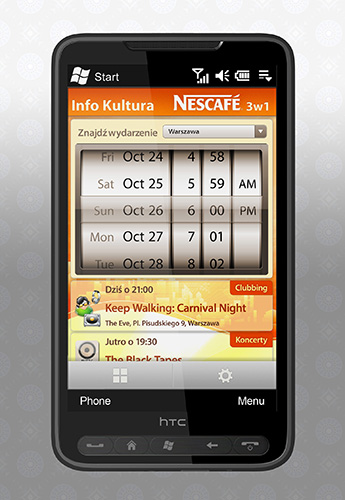 Start
Info Kultura NESCAFÉ 3w1
Znajdź wydarzenie Warszawa
Fri Oct 24 4 58
Sat Oct 25 5 59 AM
Sun Oct 26 6 00 PM
Mon Oct 27 7 01
Tue Oct 28 8 02
Dziś o 21:00 Clubbing
Keep Walking: Carnival Night
The Eve, Pl. Pisudskiego 9, Warszawa
Jutro o 19:30 Koncerty
The Black Tapes
Phone Menu
hTC